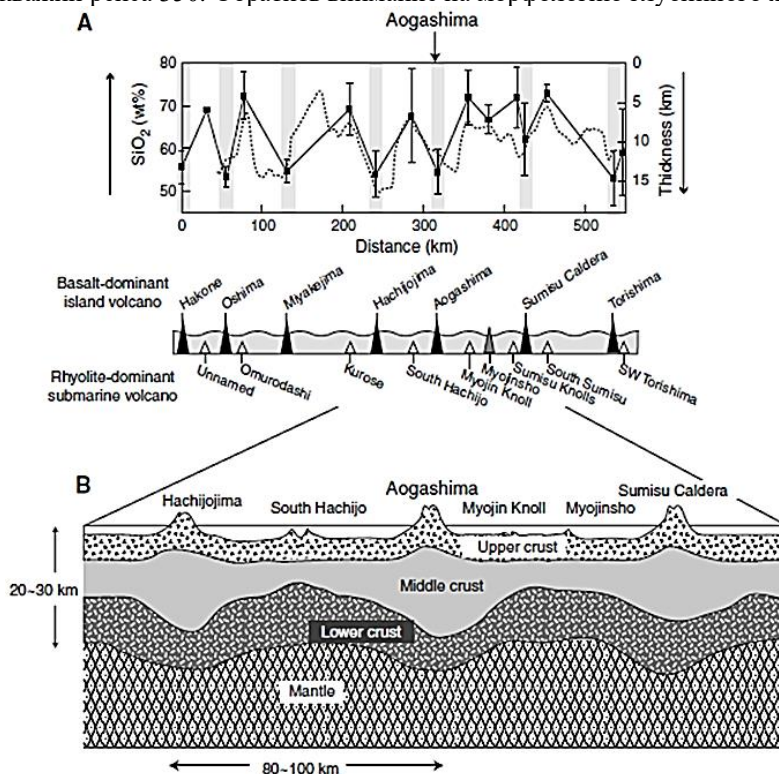 A
Aogashima
80
70
60
50
SiO2 (wt%)
0
5
10
15
Thickness (km)
0 100 200 300 400 500
Distance (km)
Basalt-dominant
island volcano
Hakone
Oshima
Miyakejima
Hachijojima
Aogashima
Sumisu Caldera
Torishima
Rhyolite-dominant
submarine volcano
Unnamed
Omurodashi
Kurose
South Hachijo
Myojin Knoll
Myojinsho
Sumisu Knolls
South Sumisu
SW Torishima
B
Hachijojima
South Hachijo
Aogashima
Myojin Knoll
Myojinsho
Sumisu Caldera
Upper crust
20~30 km
Middle crust
Lower crust
Mantle
80~100 km